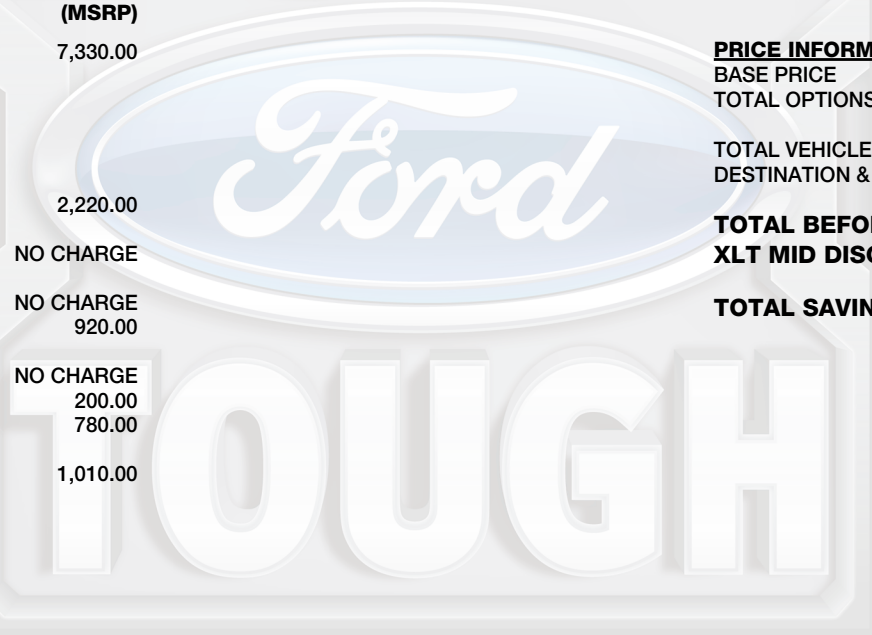 (MSRP)
7,330.00
2,220.00
NO CHARGE
NO CHARGE
920.00
NO CHARGE
200.00
780.00
1,010.00
PRICE INFORM
BASE PRICE
TOTAL OPTIONS
TOTAL VEHICLE
DESTINATION &
TOTAL BEFO
XLT MID DISC
TOTAL SAVIN
Ford
TOUGH